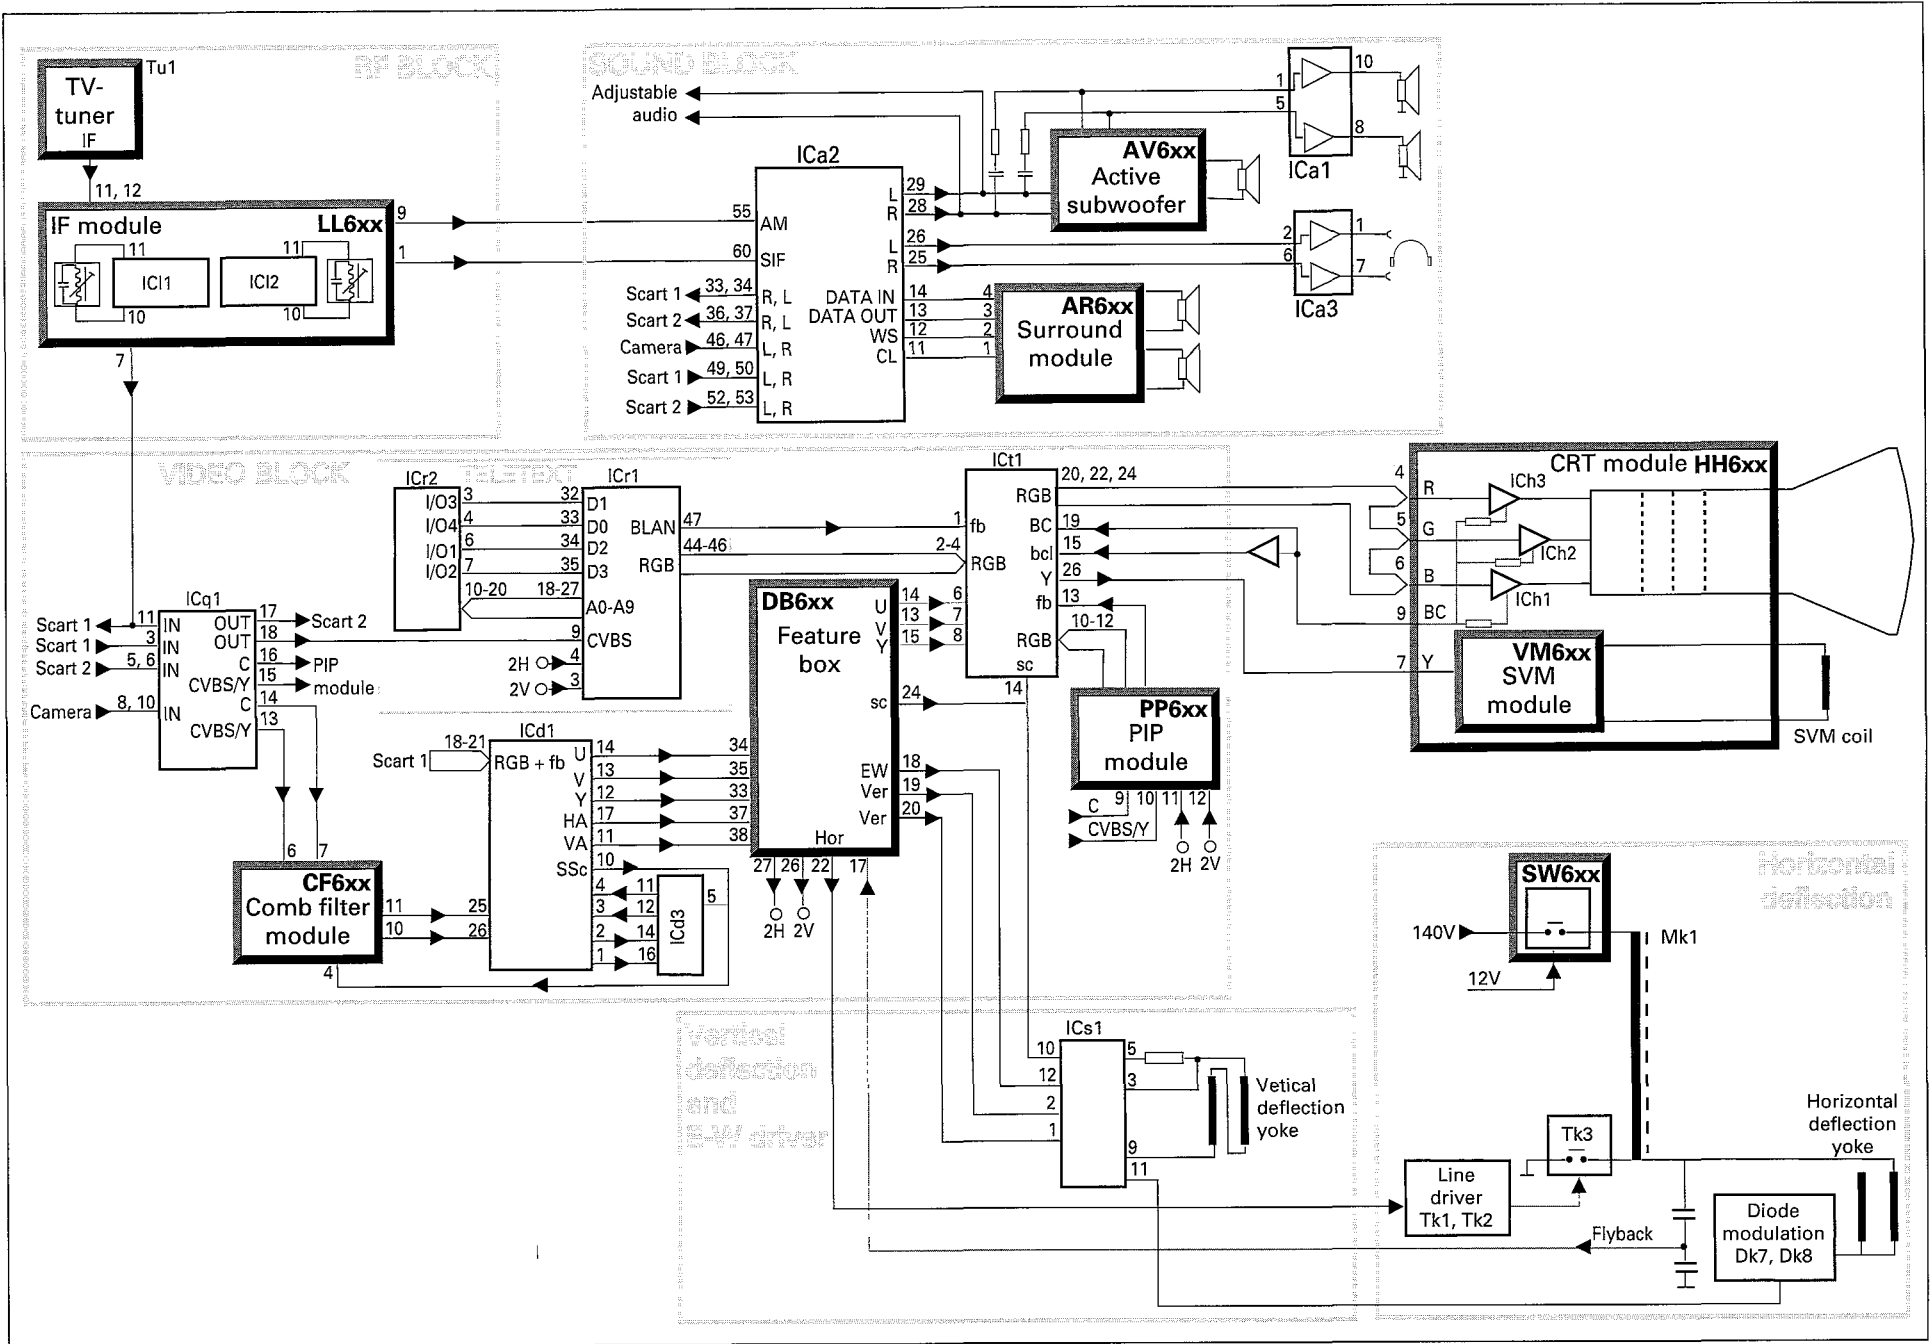 RF BLOCK
TV-
tuner
IF
Tu1
11, 12
IF module LL6xx
11
ICI1
10
11
ICI2
10
9
1
7
SOUND BLOCK
Adjustable
audio
ICa2
55 AM
60 SIF
Scart 1 33, 34 R, L
Scart 2 36, 37 R, L
Camera 46, 47 L, R
Scart 1 49, 50 L, R
Scart 2 52, 53 L, R
L 29
R 28
L 26
R 25
DATA IN 14 4
DATA OUT 13 3
WS 12 2
CL 11 1
AV6xx
Active
subwoofer
AR6xx
Surround
module
1 10
5 8
ICa1
2 1
6 7
ICa3
VIDEO BLOCK
TELETEXT
ICr2
I/O3 3
I/O4 4
I/O1 6
I/O2 7
10-20 18-27
ICr1
32 D1
33 D0
34 D2
35 D3
A0-A9
9 CVBS
2H 4
2V 3
BLAN 47
RGB 44-46
ICq1
Scart 1 11 IN
Scart 1 3 IN
Scart 2 5, 6 IN
Camera 8, 10 IN
OUT 17 Scart 2
OUT 18
C 16 PIP
CVBS/Y 15 module
C 14
CVBS/Y 13
6 7
CF6xx
Comb filter
module
11
10
4
ICd1
Scart 1 18-21 RGB + fb
25
26
U 14 34
V 13 35
Y 12 33
HA 17 37
VA 11 38
SSc 10
4 11
3 12
2 14
1 16
5
ICd3
DB6xx
Feature
box
U 14 6
V 13 7
Y 15 8
sc 24
EW 18
Ver 19
Ver 20
Hor
27 26 22 17
2H 2V
ICt1
1 fb
2-4 RGB
RGB 20, 22, 24
BC 19
bcl 15
Y 26
fb 13
RGB 10-12
sc
14
PP6xx
PIP
module
9 10 11 12
C
CVBS/Y
2H 2V
CRT module HH6xx
4 R
5 G
6 B
9 BC
7 Y
ICh3
ICh2
ICh1
VM6xx
SVM
module
SVM coil
Vertical
deflection
and
E-W driver
ICs1
10
12
2
1
5
3
9
11
Vetical
deflection
yoke
Horizontal
deflection
SW6xx
140V
12V
Mk1
Tk3
Line
driver
Tk1, Tk2
Flyback
Diode
modulation
Dk7, Dk8
Horizontal
deflection
yoke